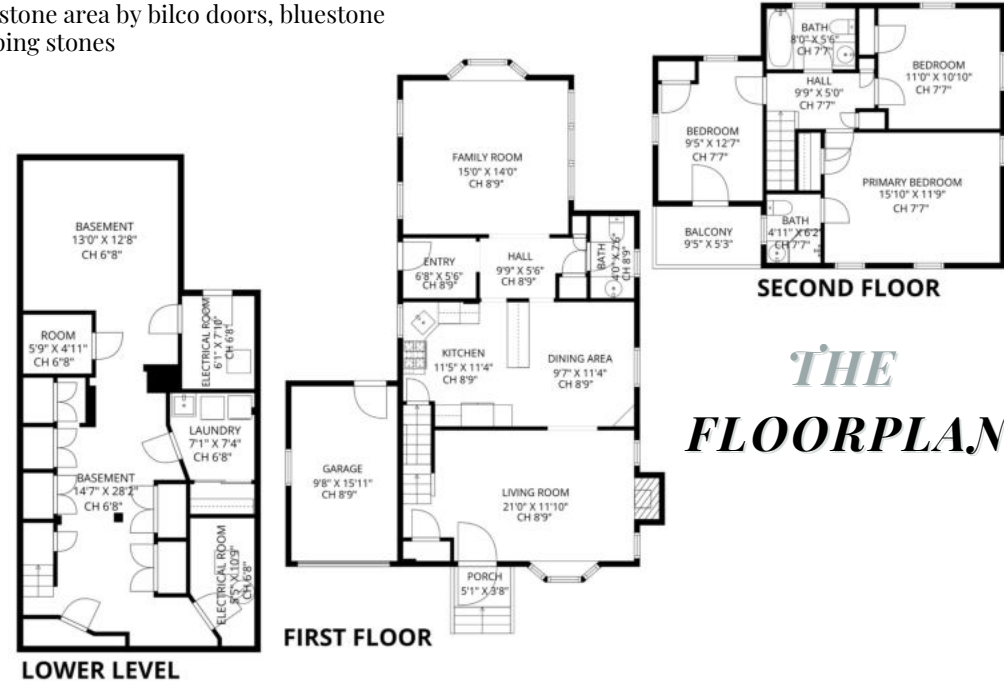 stone area by bilco doors, bluestone
ping stones
BATH
8'0" X 5'6"
CH 7'7"
BEDROOM
11'0" X 10'10"
CH 7'7"
HALL
9'9" X 5'0"
CH 7'7"
BEDROOM
9'5" X 12'7"
CH 7'7"
PRIMARY BEDROOM
15'10" X 11'9"
CH 7'7"
BATH
4'11" X 6'2"
CH 7'7"
BALCONY
9'5" X 5'3"
SECOND FLOOR
FAMILY ROOM
15'0" X 14'0"
CH 8'9"
ENTRY
6'8" X 5'6"
CH 8'9"
HALL
9'9" X 5'6"
CH 8'9"
BATH
4'0" X 7'6"
CH 8'9"
KITCHEN
11'5" X 11'4"
CH 8'9"
DINING AREA
9'7" X 11'4"
CH 8'9"
GARAGE
9'8" X 15'11"
CH 8'9"
LIVING ROOM
21'0" X 11'10"
CH 8'9"
PORCH
5'1" X 3'8"
FIRST FLOOR
BASEMENT
13'0" X 12'8"
CH 6'8"
ROOM
5'9" X 4'11"
CH 6'8"
ELECTRICAL ROOM
6'1" X 7'10"
CH 6'8"
LAUNDRY
7'1" X 7'4"
CH 6'8"
BASEMENT
14'7" X 28'2"
CH 6'8"
ELECTRICAL ROOM
5'5" X 10'9"
CH 6'8"
LOWER LEVEL
THE
FLOORPLAN